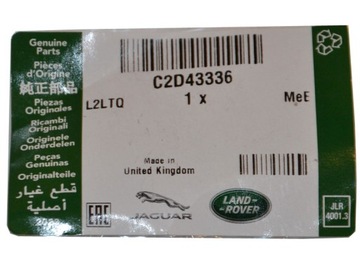 Genuine
Parts
Pièces
d'Origine
純正部品
Piezas
Originales
Ricambi
Originali
Originele
Onderdelen
Peças
Genuinas
Originalteile
قطع غيار
أصلية
C2D43336
L2LTQ
1 x
MeE
Made in
United Kingdom
EAC
JAGUAR
LAND-
ROVER
JLR
4001.3